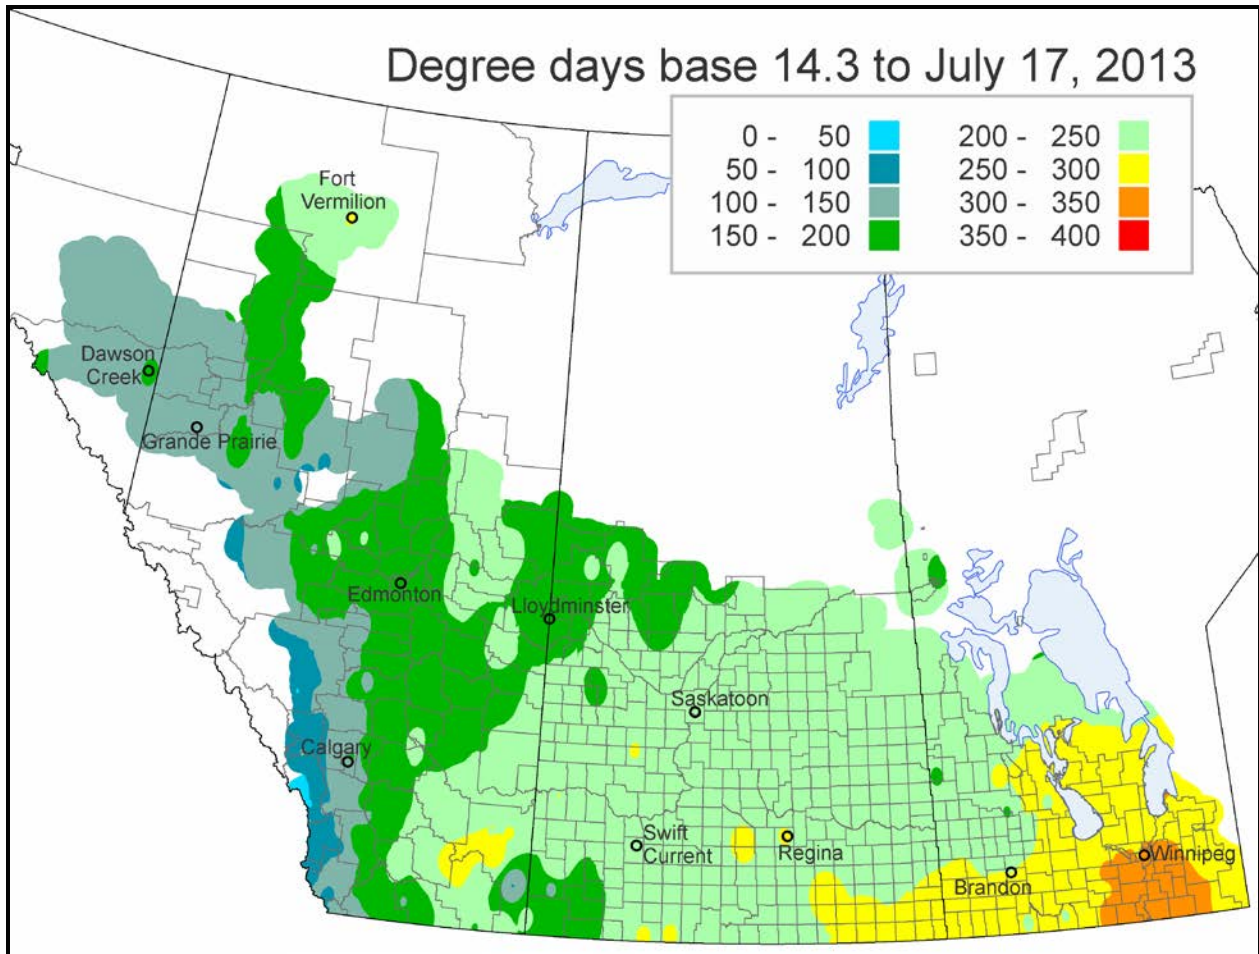 Degree days base 14.3 to July 17, 2013
0 - 50
200 - 250
50 - 100
250 - 300
100 - 150
300 - 350
150 - 200
350 - 400
Fort
Vermilion
Dawson
Creek
Grande Prairie
Edmonton
Lloydminster
Saskatoon
Calgary
Swift
Current
Regina
Brandon
Winnipeg